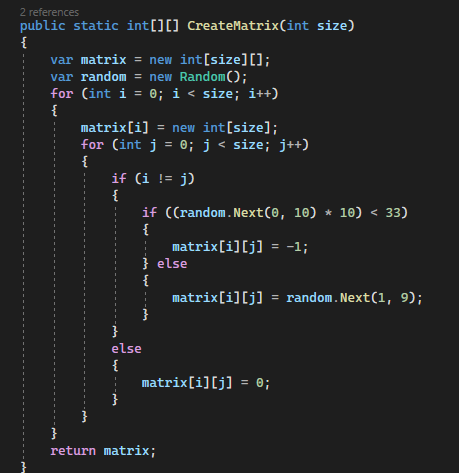 2 references
public static int[][] CreateMatrix(int size)
{
    var matrix = new int[size][];
    var random = new Random();
    for (int i = 0; i < size; i++)
    {
        matrix[i] = new int[size];
        for (int j = 0; j < size; j++)
        {
            if (i != j)
            {
                if ((random.Next(0, 10) * 10) < 33)
                {
                    matrix[i][j] = -1;
                } else
                {
                    matrix[i][j] = random.Next(1, 9);
                }
            }
            else
            {
                matrix[i][j] = 0;
            }
        }
    }
    return matrix;
}